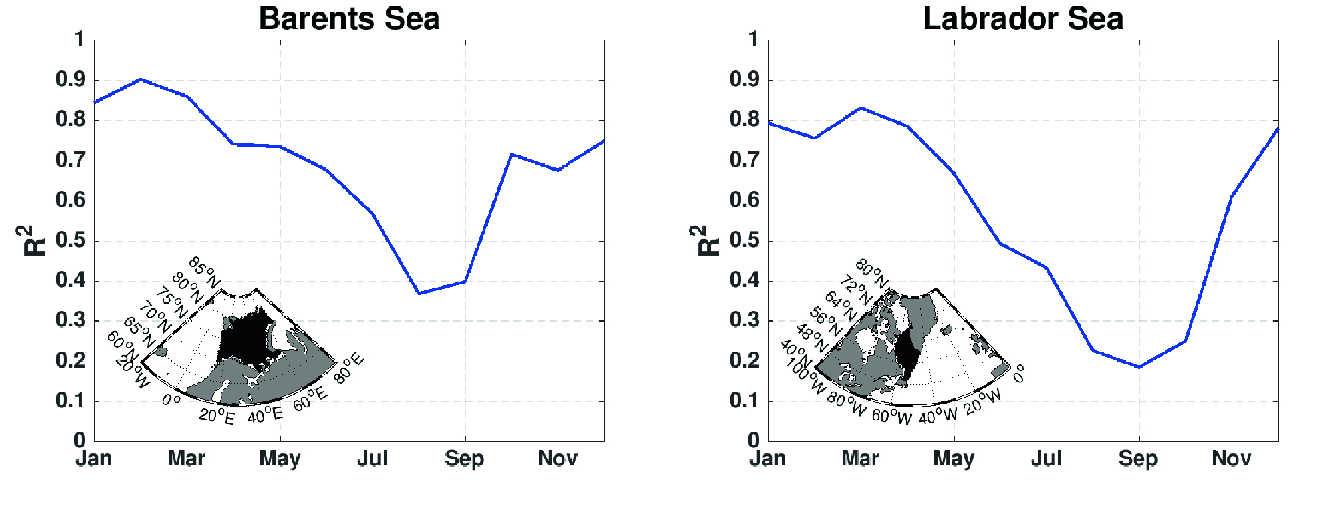 Barents Sea
1
0.9
0.8
0.7
0.6
0.5
0.4
0.3
0.2
0.1
0
R²
Jan Mar May Jul Sep Nov
85°N
80°N
75°N
70°N
65°N
60°N
20°W
0°
20°E
40°E
60°E
80°E
Labrador Sea
1
0.9
0.8
0.7
0.6
0.5
0.4
0.3
0.2
0.1
0
R²
Jan Mar May Jul Sep Nov
80°N
72°N
64°N
56°N
48°N
40°N
100°W
80°W
60°W
40°W
20°W
0°